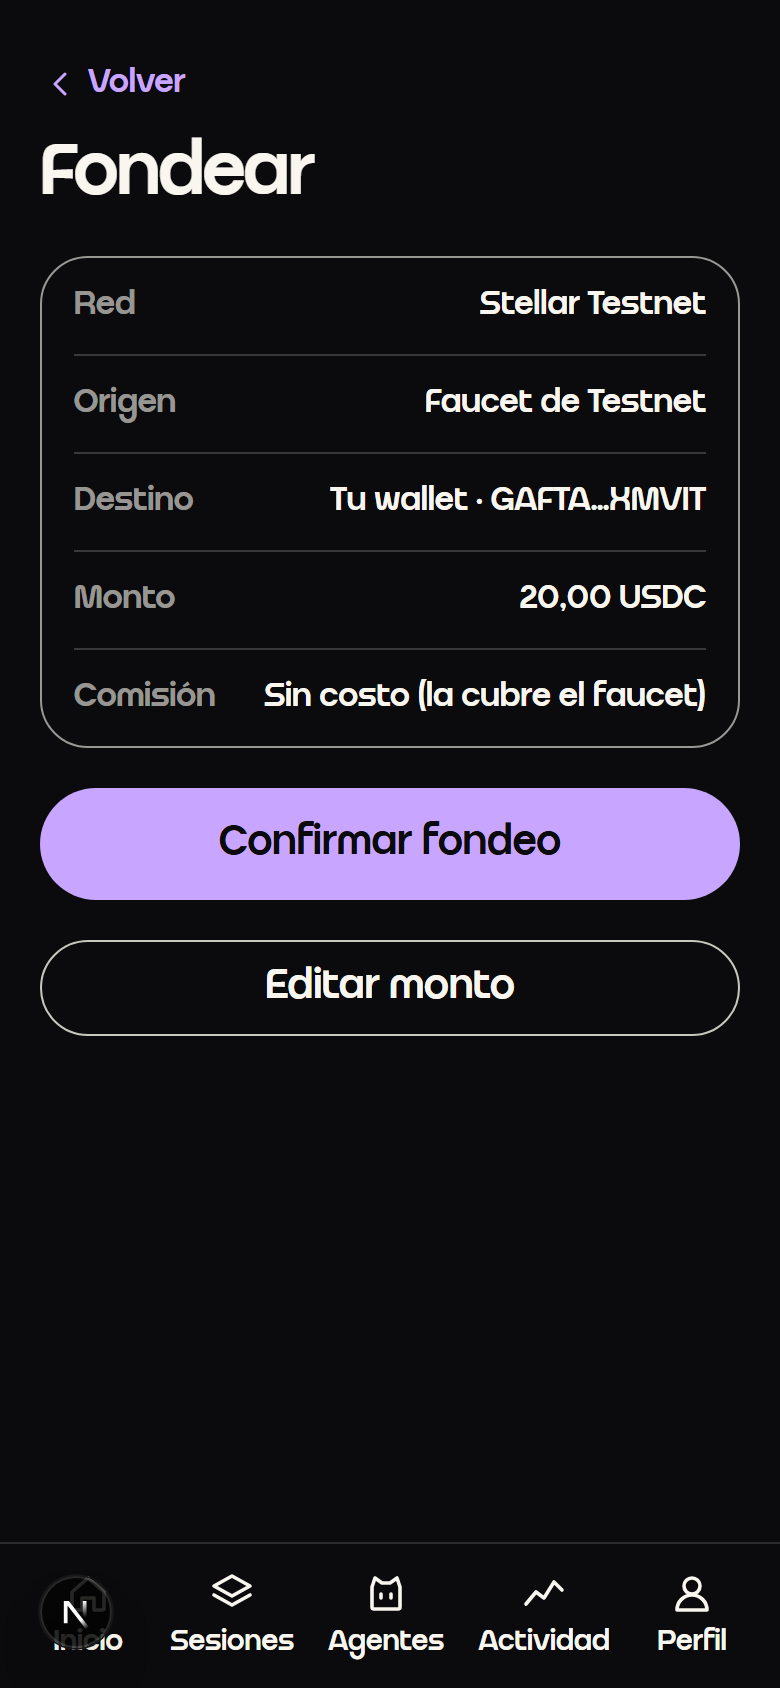 Volver
Fondear
Red Stellar Testnet
Origen Faucet de Testnet
Destino Tu wallet · GAFTA...XMVIT
Monto 20,00 USDC
Comisión Sin costo (la cubre el faucet)
Confirmar fondeo
Editar monto
N
Inicio Sesiones Agentes Actividad Perfil